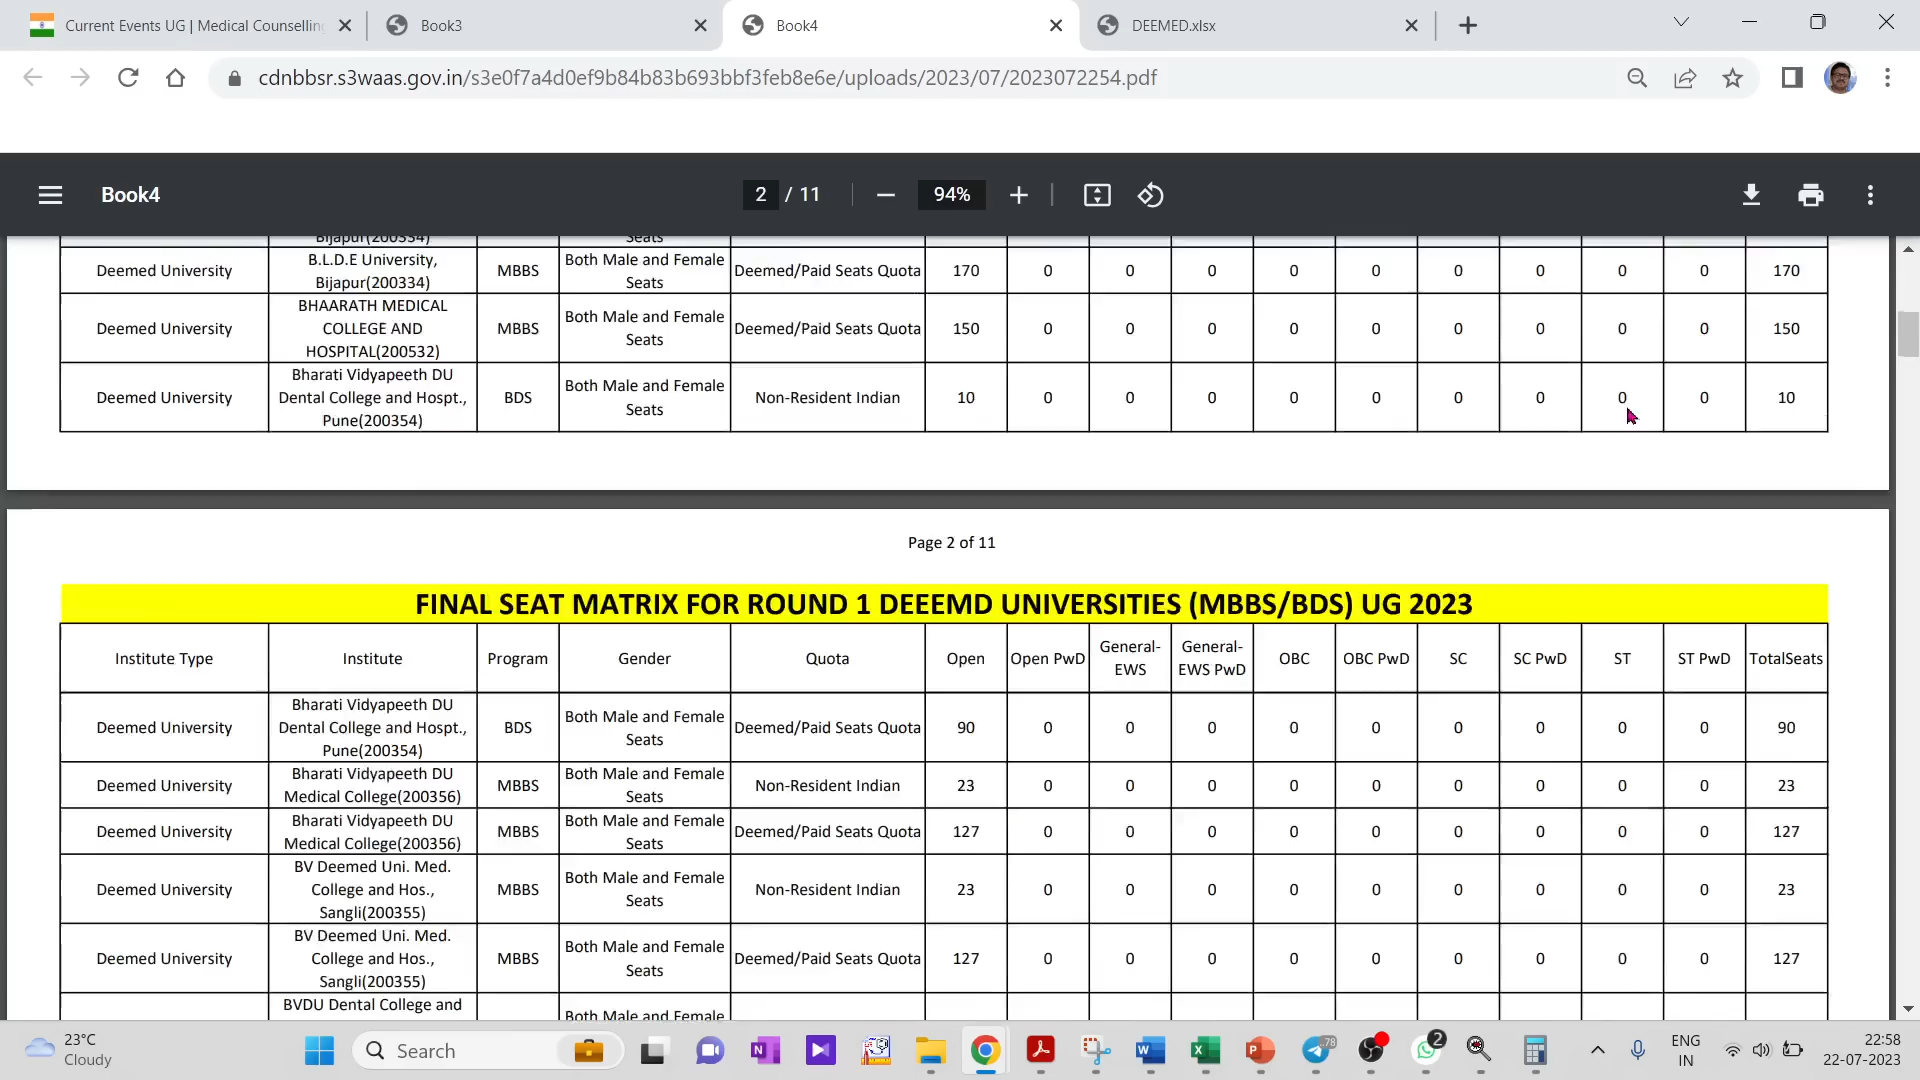 Current Events UG | Medical Counselling
Book3
Book4
DEEMED.xlsx
cdnbbsr.s3waas.gov.in/s3e0f7a4d0ef9b84b83b693bbf3feb8e6e/uploads/2023/07/2023072254.pdf
Book4
2 / 11
94%
Bijapur(200334) Seats
Deemed University B.L.D.E University, Bijapur(200334) MBBS Both Male and Female Seats Deemed/Paid Seats Quota 170 0 0 0 0 0 0 0 0 0 170
Deemed University BHAARATH MEDICAL COLLEGE AND HOSPITAL(200532) MBBS Both Male and Female Seats Deemed/Paid Seats Quota 150 0 0 0 0 0 0 0 0 0 150
Deemed University Bharati Vidyapeeth DU Dental College and Hospt., Pune(200354) BDS Both Male and Female Seats Non-Resident Indian 10 0 0 0 0 0 0 0 0 0 10
Page 2 of 11
FINAL SEAT MATRIX FOR ROUND 1 DEEEMD UNIVERSITIES (MBBS/BDS) UG 2023
Institute Type Institute Program Gender Quota Open Open PwD General-EWS General-EWS PwD OBC OBC PwD SC SC PwD ST ST PwD TotalSeats
Deemed University Bharati Vidyapeeth DU Dental College and Hospt., Pune(200354) BDS Both Male and Female Seats Deemed/Paid Seats Quota 90 0 0 0 0 0 0 0 0 0 90
Deemed University Bharati Vidyapeeth DU Medical College(200356) MBBS Both Male and Female Seats Non-Resident Indian 23 0 0 0 0 0 0 0 0 0 23
Deemed University Bharati Vidyapeeth DU Medical College(200356) MBBS Both Male and Female Seats Deemed/Paid Seats Quota 127 0 0 0 0 0 0 0 0 0 127
Deemed University BV Deemed Uni. Med. College and Hos., Sangli(200355) MBBS Both Male and Female Seats Non-Resident Indian 23 0 0 0 0 0 0 0 0 0 23
Deemed University BV Deemed Uni. Med. College and Hos., Sangli(200355) MBBS Both Male and Female Seats Deemed/Paid Seats Quota 127 0 0 0 0 0 0 0 0 0 127
BVDU Dental College and Both Male and Female
23°C
Cloudy
Search
78
2
ENG
IN
22:58
22-07-2023